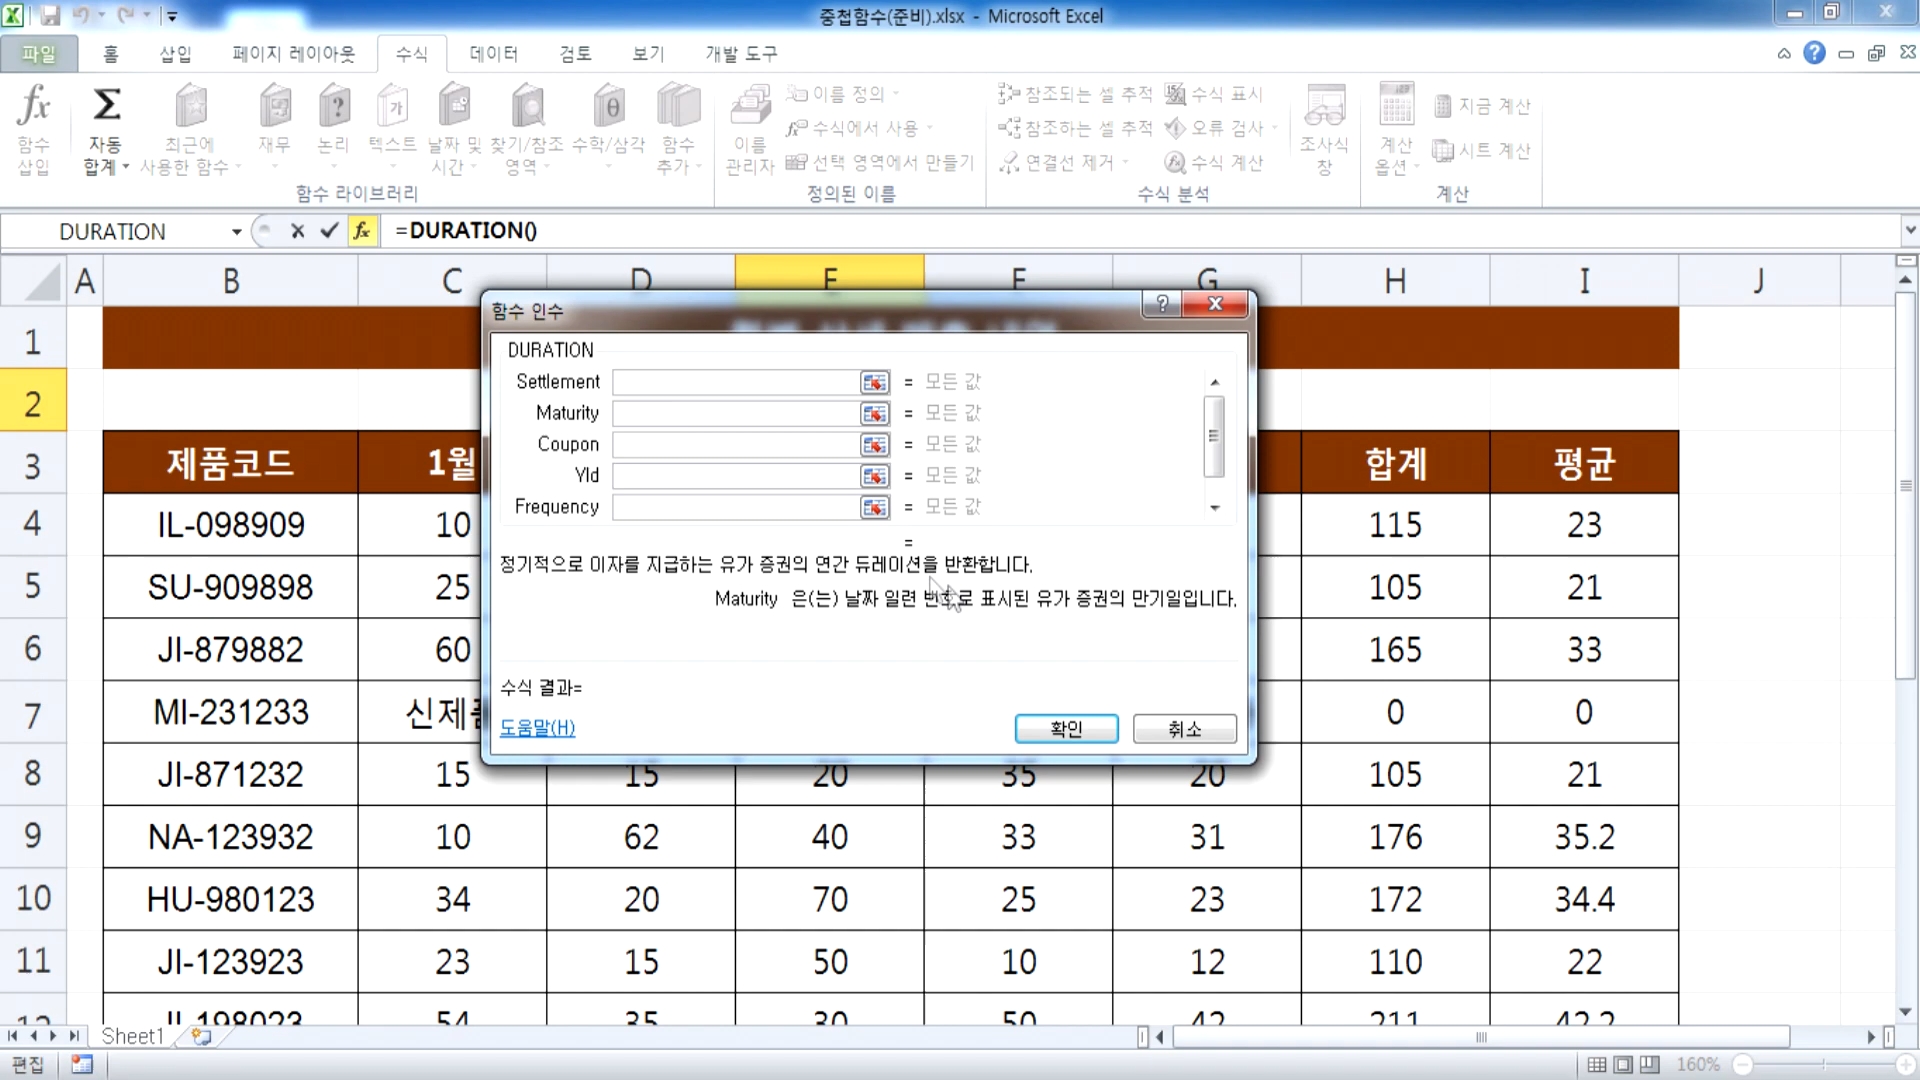 중첩함수(준비).xlsx - Microsoft Excel
파일 홈 삽입 페이지 레이아웃 수식 데이터 검토 보기 개발 도구
함수 삽입
자동 합계
최근에 사용한 함수
재무
논리
텍스트
날짜 및 시간
찾기/참조 영역
수학/삼각
함수 추가
함수 라이브러리
이름 관리자
이름 정의
수식에서 사용
선택 영역에서 만들기
정의된 이름
참조되는 셀 추적
참조하는 셀 추적
연결선 제거
수식 표시
오류 검사
수식 계산
수식 분석
조사식 창
계산 옵션
지금 계산
시트 계산
계산
DURATION =DURATION()
A B C D E F G H I J
1
2
3 제품코드 1월 합계 평균
함수 인수
DURATION
Settlement = 모든 값
Maturity = 모든 값
Coupon = 모든 값
Yld = 모든 값
Frequency = 모든 값
=
정기적으로 이자를 지급하는 유가 증권의 연간 듀레이션을 반환합니다.
Maturity 은(는) 날짜 일련 번호로 표시된 유가 증권의 만기일입니다.
수식 결과=
도움말(H) 확인 취소
4 IL-098909 10 115 23
5 SU-909898 25 105 21
6 JI-879882 60 165 33
7 MI-231233 신제품 0 0
8 JI-871232 15 15 20 35 20 105 21
9 NA-123932 10 62 40 33 31 176 35.2
10 HU-980123 34 20 70 25 23 172 34.4
11 JI-123923 23 15 50 10 12 110 22
12 198023 54 35 30 50 42 211 42.2
Sheet1
편집 160%